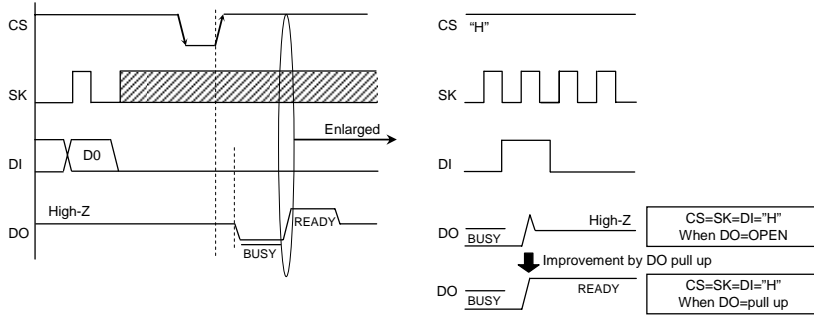 CS
SK
DI
D0
Enlarged
High-Z
DO
BUSY
READY
CS
"H"
SK
DI
DO
BUSY
High-Z
CS=SK=DI="H"
When DO=OPEN
Improvement by DO pull up
DO
BUSY
READY
CS=SK=DI="H"
When DO=pull up